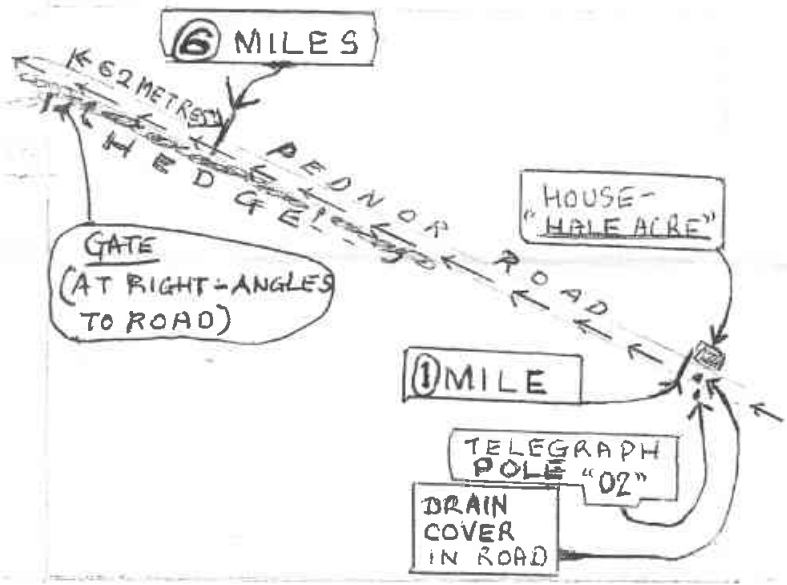 ⑥ MILES
62 METRES
HEDGE
PEDNOR ROAD
GATE
(AT RIGHT-ANGLES
TO ROAD)
HOUSE-
"HALE ACRE"
① MILE
TELEGRAPH
POLE "02"
DRAIN
COVER
IN ROAD